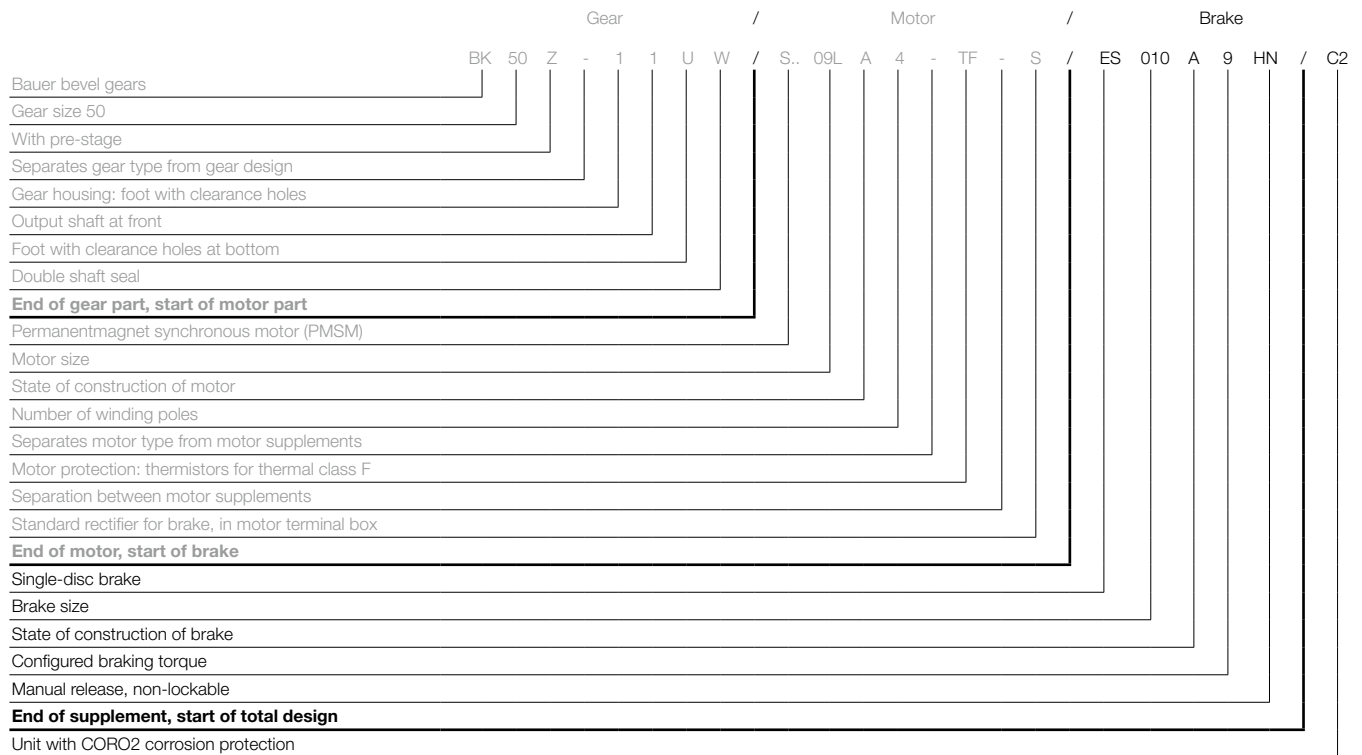 Gear / Motor / Brake
BK 50 Z - 1 1 U W / S.. 09L A 4 - TF - S / ES 010 A 9 HN / C2
Bauer bevel gears
Gear size 50
With pre-stage
Separates gear type from gear design
Gear housing: foot with clearance holes
Output shaft at front
Foot with clearance holes at bottom
Double shaft seal
End of gear part, start of motor part
Permanentmagnet synchronous motor (PMSM)
Motor size
State of construction of motor
Number of winding poles
Separates motor type from motor supplements
Motor protection: thermistors for thermal class F
Separation between motor supplements
Standard rectifier for brake, in motor terminal box
End of motor, start of brake
Single-disc brake
Brake size
State of construction of brake
Configured braking torque
Manual release, non-lockable
End of supplement, start of total design
Unit with CORO2 corrosion protection